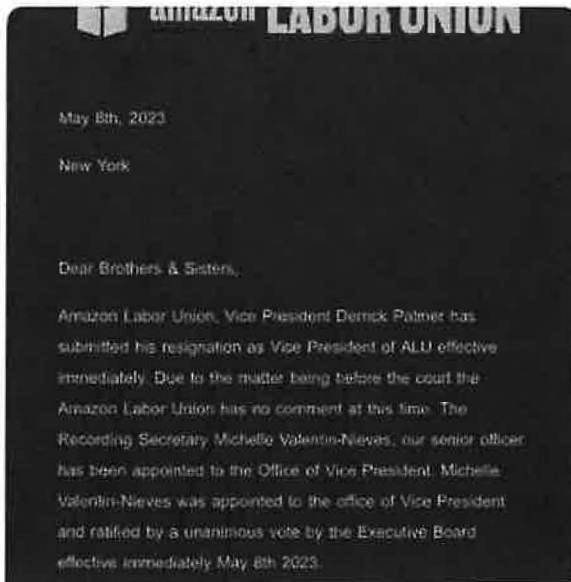 amazon LABOR UNION
May 8th, 2023
New York
Dear Brothers & Sisters,
Amazon Labor Union, Vice President Derrick Palmer has
submitted his resignation as Vice President of ALU effective
immediately. Due to the matter being before the court the
Amazon Labor Union has no comment at this time. The
Recording Secretary Michelle Valentin-Nieves, our senior officer
has been appointed to the Office of Vice President. Michelle
Valentin-Nieves was appointed to the office of Vice President
and ratified by a unanimous vote by the Executive Board
effective immediately May 8th 2023.